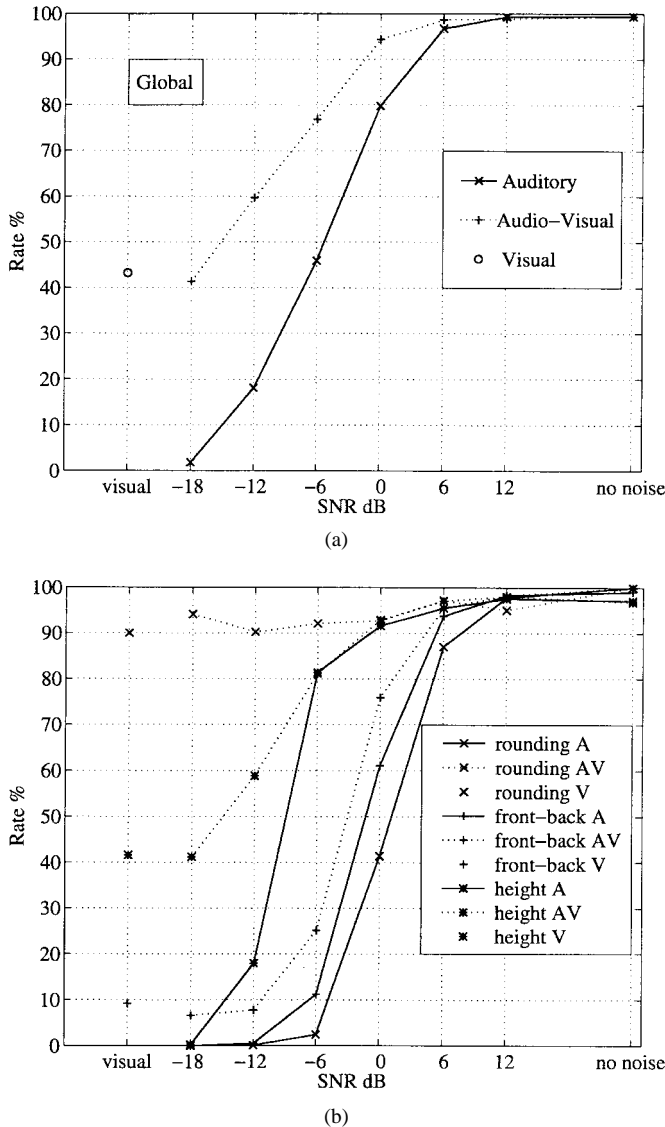 100
90
80
70
60
50
40
30
20
10
0
Rate %
Global
Auditory
Audio−Visual
Visual
visual −18 −12 −6 0 6 12 no noise
SNR dB
(a)
100
90
80
70
60
50
40
30
20
10
0
Rate %
rounding A
rounding AV
rounding V
front−back A
front−back AV
front−back V
height A
height AV
height V
visual −18 −12 −6 0 6 12 no noise
SNR dB
(b)